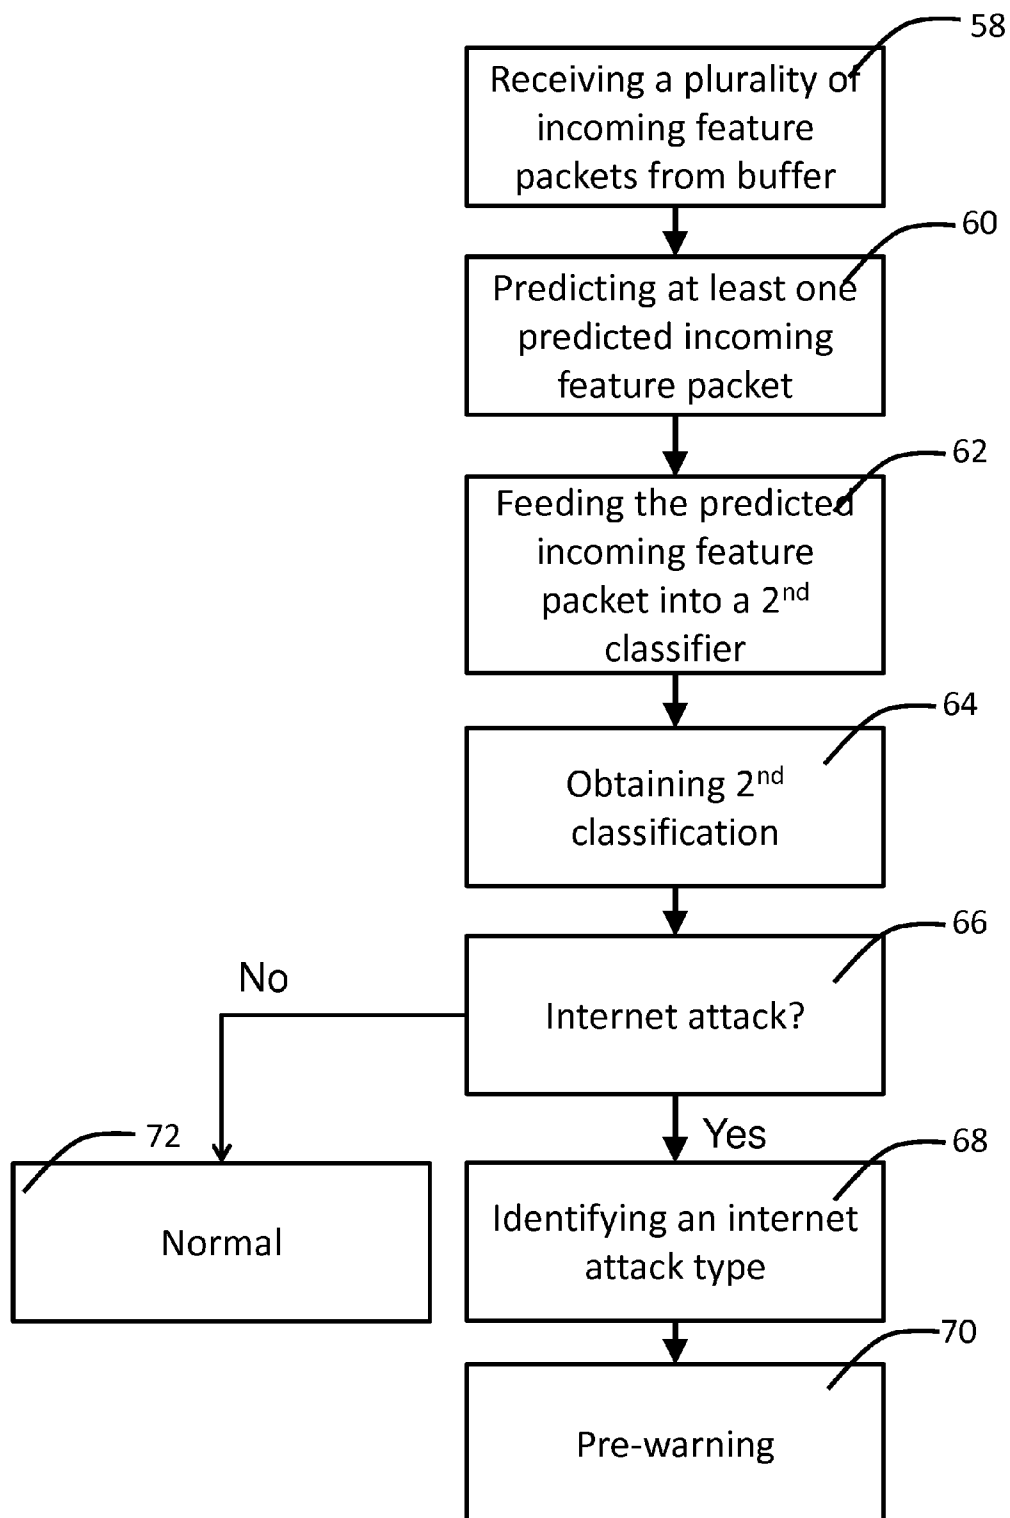 58
Receiving a plurality of
incoming feature
packets from buffer
60
Predicting at least one
predicted incoming
feature packet
62
Feeding the predicted
incoming feature
packet into a 2nd
classifier
64
Obtaining 2nd
classification
66
Internet attack?
No
Yes
72
Normal
68
Identifying an internet
attack type
70
Pre-warning